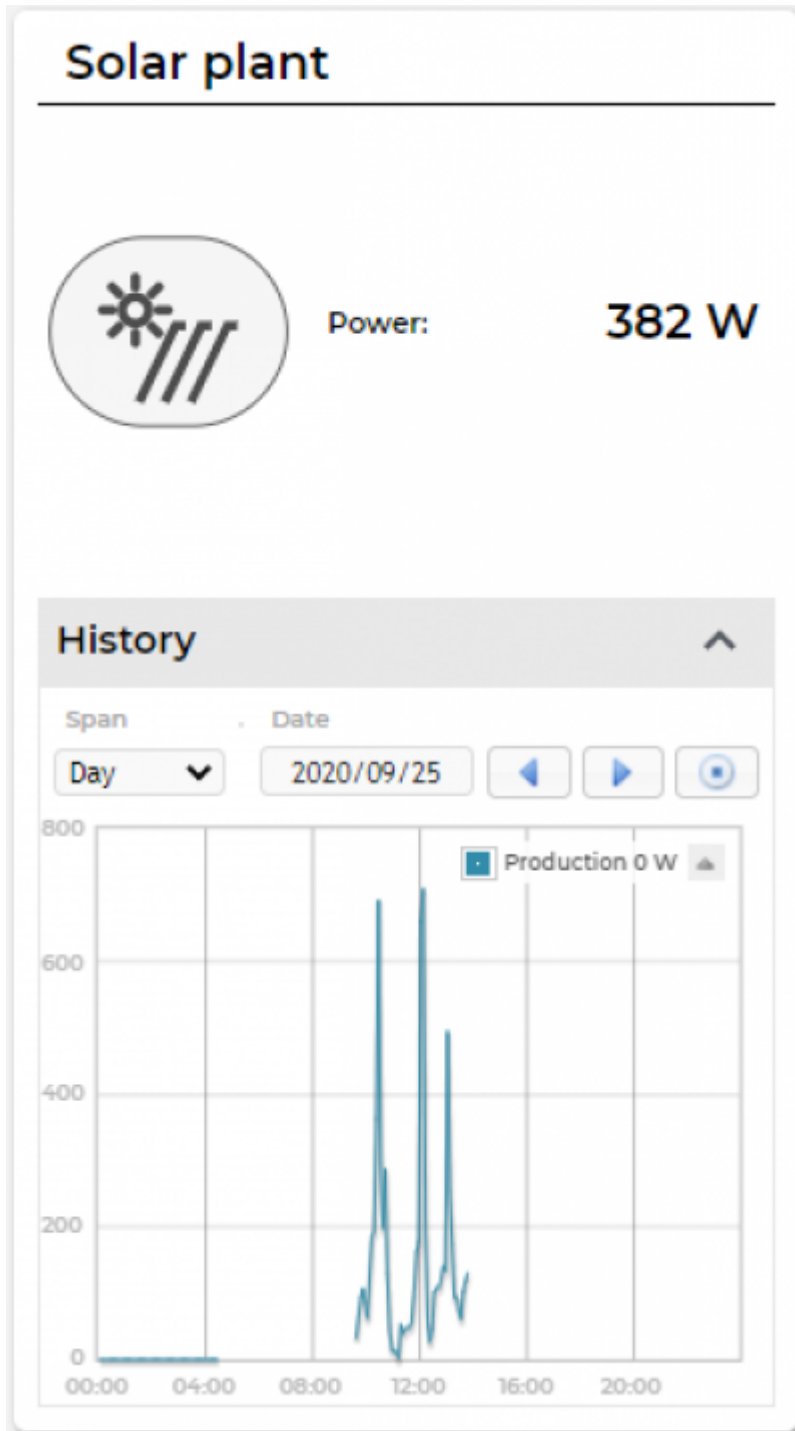 Solar plant
Power: 382 W
History
Span . Date
Day 2020/09/25
800
Production 0 W
600
400
200
0
00:00 04:00 08:00 12:00 16:00 20:00